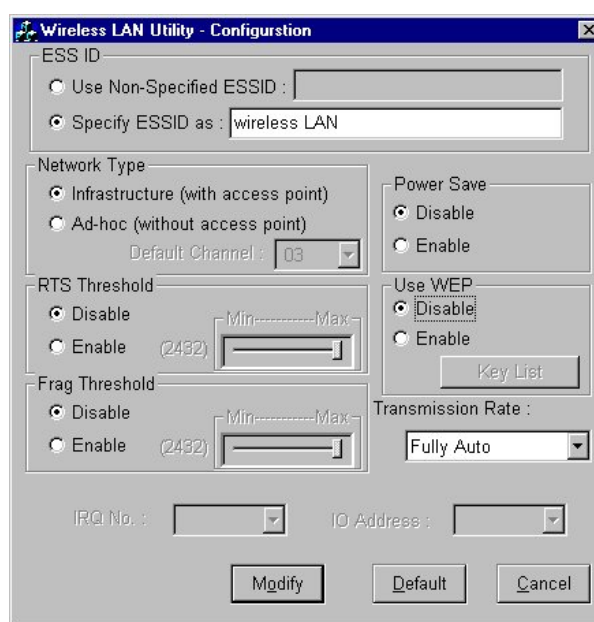 Wireless LAN Utility - Configurstion
ESS ID
Use Non-Specified ESSID :
Specify ESSID as : wireless LAN
Network Type
Infrastructure (with access point)
Ad-hoc (without access point)
Default Channel : 03
Power Save
Disable
Enable
RTS Threshold
Disable
Enable (2432)
Min-----------Max
Use WEP
Disable
Enable
Key List
Frag Threshold
Disable
Enable (2432)
Min-----------Max
Transmission Rate :
Fully Auto
IRQ No. :
IO Address :
Modify
Default
Cancel